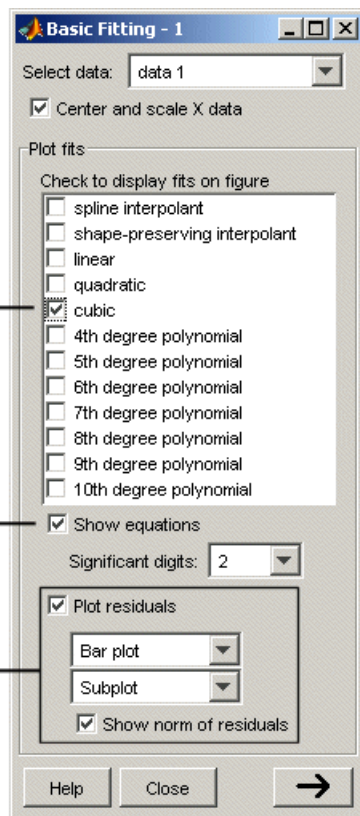 Basic Fitting - 1
Select data: data 1
Center and scale X data
Plot fits
Check to display fits on figure
spline interpolant
shape-preserving interpolant
linear
quadratic
cubic
4th degree polynomial
5th degree polynomial
6th degree polynomial
7th degree polynomial
8th degree polynomial
9th degree polynomial
10th degree polynomial
Show equations
Significant digits: 2
Plot residuals
Bar plot
Subplot
Show norm of residuals
Help Close